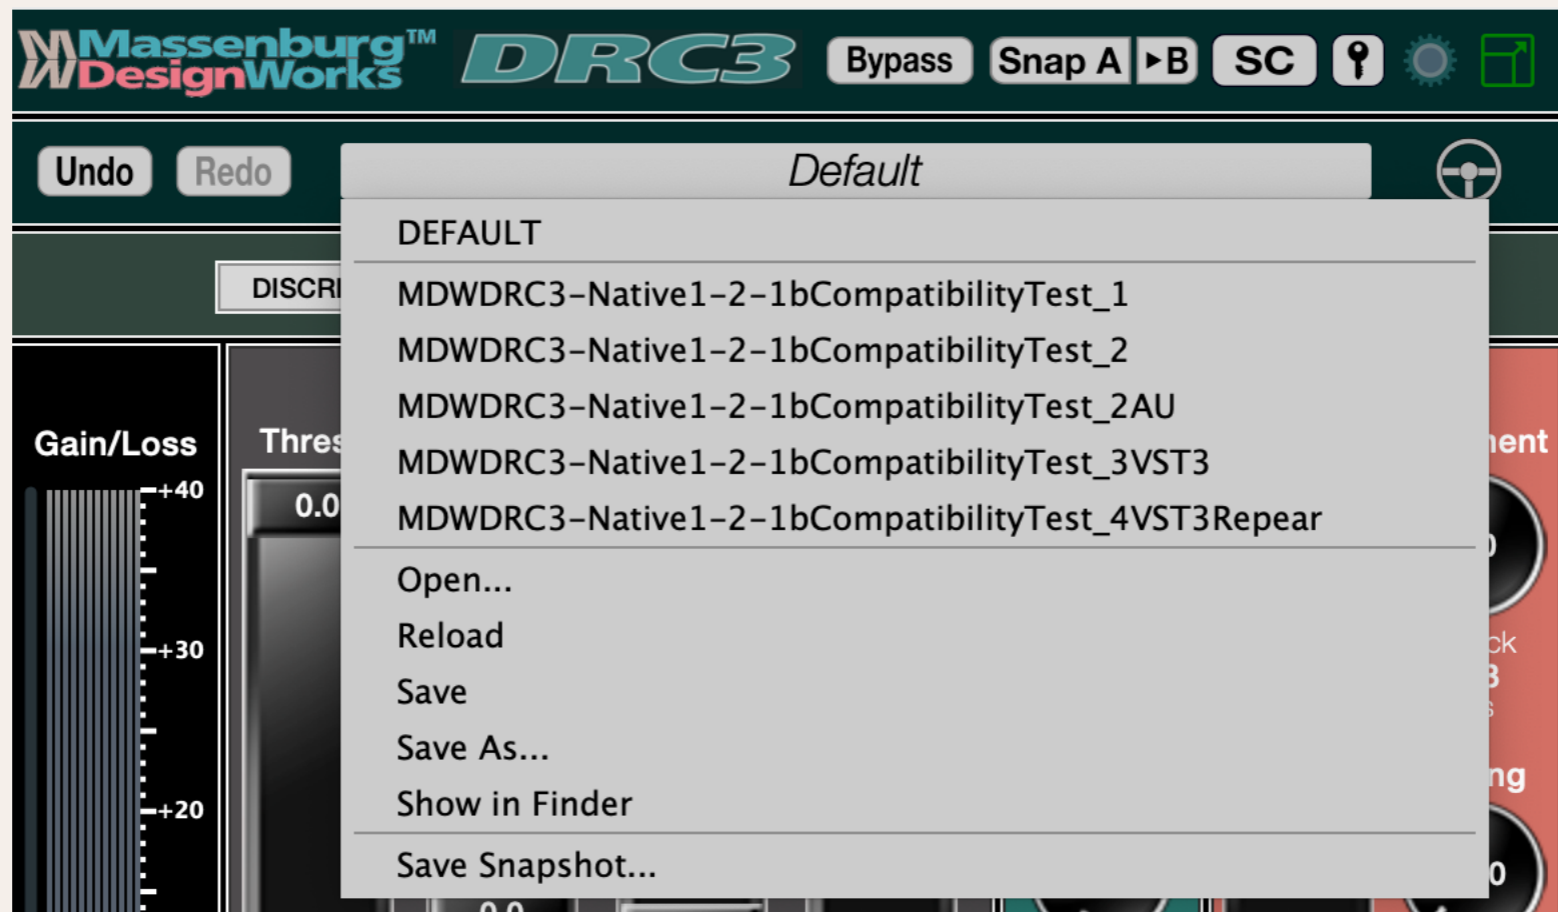 Massenburg™
DesignWorks
DRC3
Bypass
Snap A
▸B
SC
Undo
Redo
Default
DEFAULT
MDWDRC3-Native1-2-1bCompatibilityTest_1
MDWDRC3-Native1-2-1bCompatibilityTest_2
MDWDRC3-Native1-2-1bCompatibilityTest_2AU
MDWDRC3-Native1-2-1bCompatibilityTest_3VST3
MDWDRC3-Native1-2-1bCompatibilityTest_4VST3Repear
Open...
Reload
Save
Save As...
Show in Finder
Save Snapshot...
Gain/Loss
+40
+30
+20
0.0